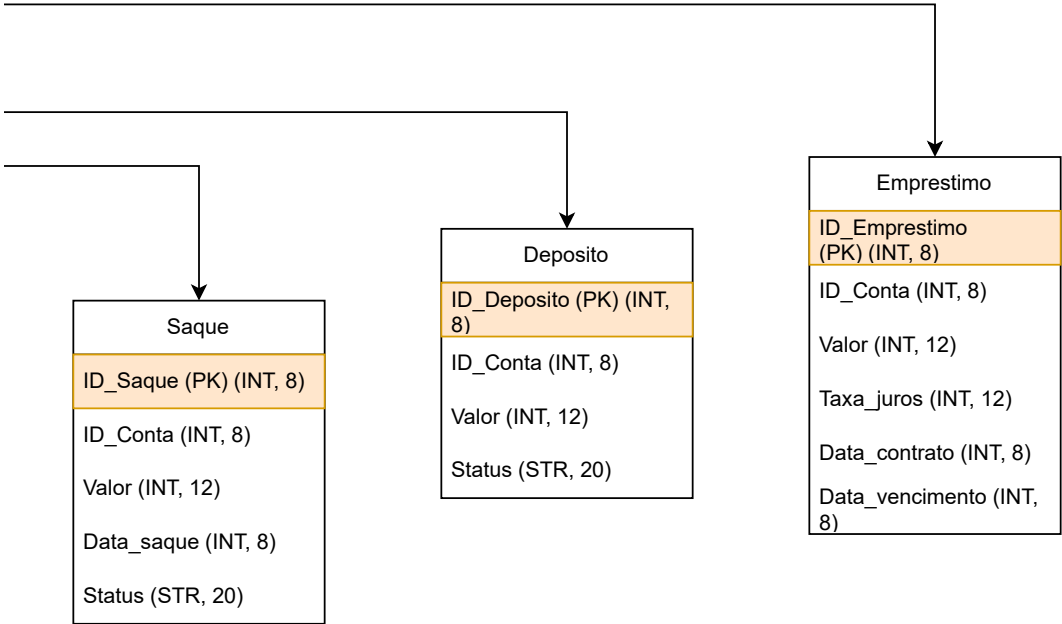 Saque
ID_Saque (PK) (INT, 8)
ID_Conta (INT, 8)
Valor (INT, 12)
Data_saque (INT, 8)
Status (STR, 20)
Deposito
ID_Deposito (PK) (INT,
8)
ID_Conta (INT, 8)
Valor (INT, 12)
Status (STR, 20)
Emprestimo
ID_Emprestimo
(PK) (INT, 8)
ID_Conta (INT, 8)
Valor (INT, 12)
Taxa_juros (INT, 12)
Data_contrato (INT, 8)
Data_vencimento (INT,
8)